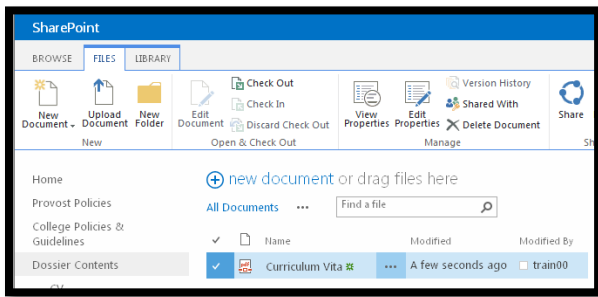 SharePoint
BROWSE FILES LIBRARY
New Document
Upload Document
New Folder
New
Edit Document
Check Out
Check In
Discard Check Out
Open & Check Out
View Properties
Edit Properties
Version History
Shared With
Delete Document
Manage
Share
Sh
Home
Provost Policies
College Policies &
Guidelines
Dossier Contents
new document or drag files here
All Documents ... Find a file
Name Modified Modified By
Curriculum Vita ... A few seconds ago train00